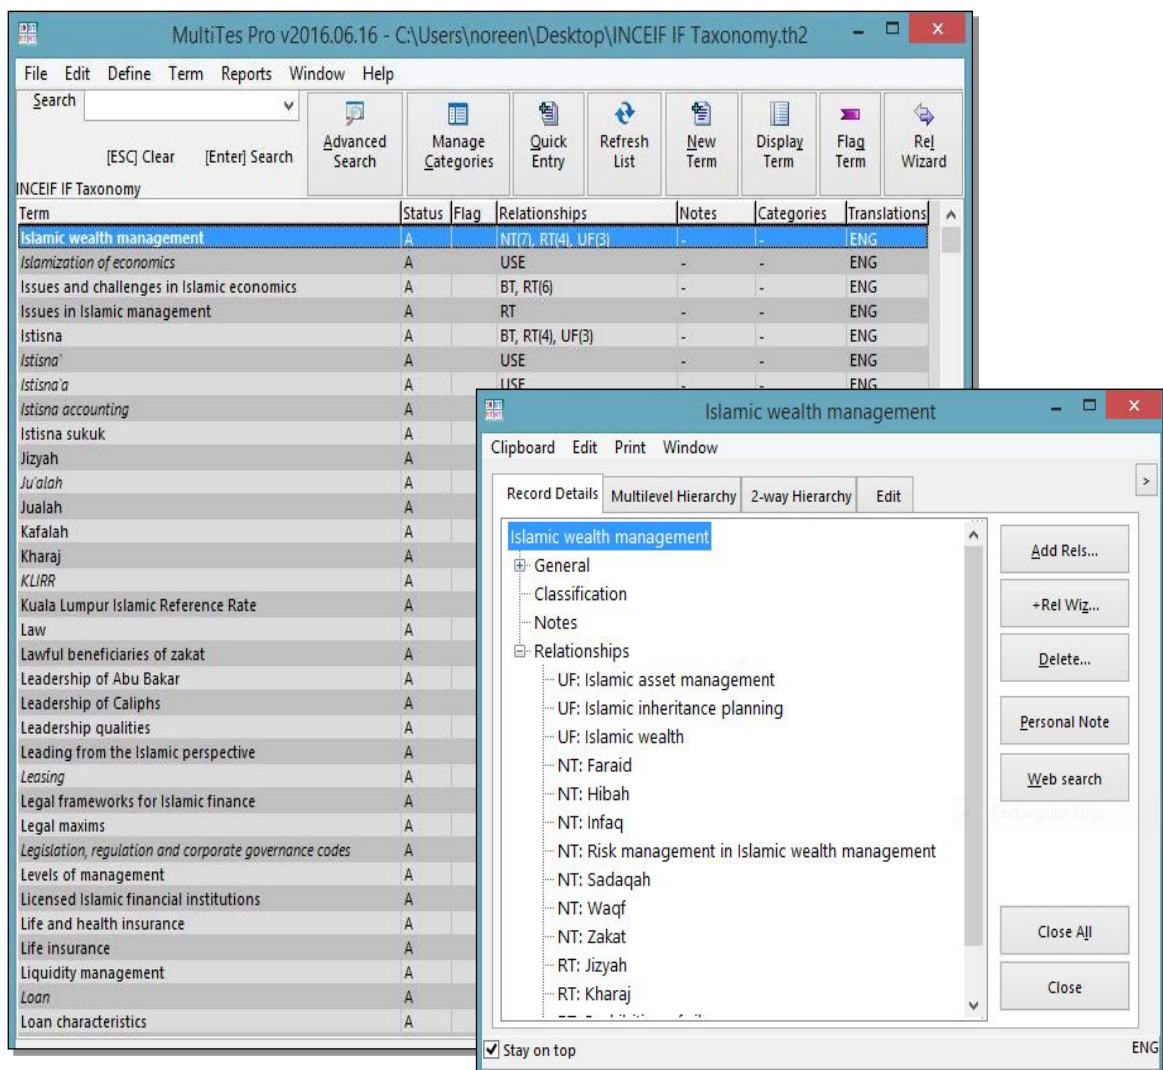 MultiTes Pro v2016.06.16 - C:\Users\noreen\Desktop\INCEIF IF Taxonomy.th2
File Edit Define Term Reports Window Help
Search
[ESC] Clear [Enter] Search
Advanced Search
Manage Categories
Quick Entry
Refresh List
New Term
Display Term
Flag Term
Rel Wizard
INCEIF IF Taxonomy
Term Status Flag Relationships Notes Categories Translations
Islamic wealth management A NT(7), RT(4), UF(3) - - ENG
Islamization of economics A USE - - ENG
Issues and challenges in Islamic economics A BT, RT(6) - - ENG
Issues in Islamic management A RT - - ENG
Istisna A BT, RT(4), UF(3) - - ENG
Istisna' A USE - - ENG
Istisna'a A USE - - ENG
Istisna accounting A
Istisna sukuk A
Jizyah A
Ju'alah A
Jualah A
Kafalah A
Kharaj A
KLIRR A
Kuala Lumpur Islamic Reference Rate A
Law A
Lawful beneficiaries of zakat A
Leadership of Abu Bakar A
Leadership of Caliphs A
Leadership qualities A
Leading from the Islamic perspective A
Leasing A
Legal frameworks for Islamic finance A
Legal maxims A
Legislation, regulation and corporate governance codes A
Levels of management A
Licensed Islamic financial institutions A
Life and health insurance A
Life insurance A
Liquidity management A
Loan A
Loan characteristics A
Islamic wealth management
Clipboard Edit Print Window
Record Details Multilevel Hierarchy 2-way Hierarchy Edit
>
Islamic wealth management
General
Classification
Notes
Relationships
UF: Islamic asset management
UF: Islamic inheritance planning
UF: Islamic wealth
NT: Faraid
NT: Hibah
NT: Infaq
NT: Risk management in Islamic wealth management
NT: Sadaqah
NT: Waqf
NT: Zakat
RT: Jizyah
RT: Kharaj
Add Rels...
+Rel Wiz...
Delete...
Personal Note
Web search
Rectangular Snip
Close All
Close
Stay on top
ENG